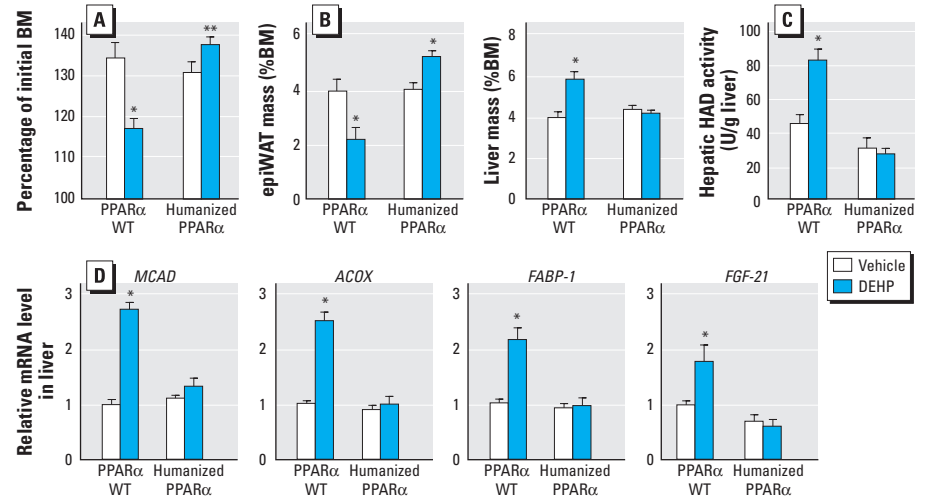 A
Percentage of initial BM
140
130
120
110
100
*
**
PPARα
WT
Humanized
PPARα
B
epiWAT mass (%BM)
6
4
2
0
*
*
PPARα
WT
Humanized
PPARα
Liver mass (%BM)
8
6
4
2
0
*
PPARα
WT
Humanized
PPARα
C
Hepatic HAD activity
(U/g liver)
100
80
60
40
20
0
*
PPARα
WT
Humanized
PPARα
Vehicle
DEHP
D
Relative mRNA level
in liver
MCAD
3
2
1
0
*
PPARα
WT
Humanized
PPARα
ACOX
3
2
1
0
*
PPARα
WT
Humanized
PPARα
FABP-1
3
2
1
0
*
PPARα
WT
Humanized
PPARα
FGF-21
3
2
1
0
*
PPARα
WT
Humanized
PPARα